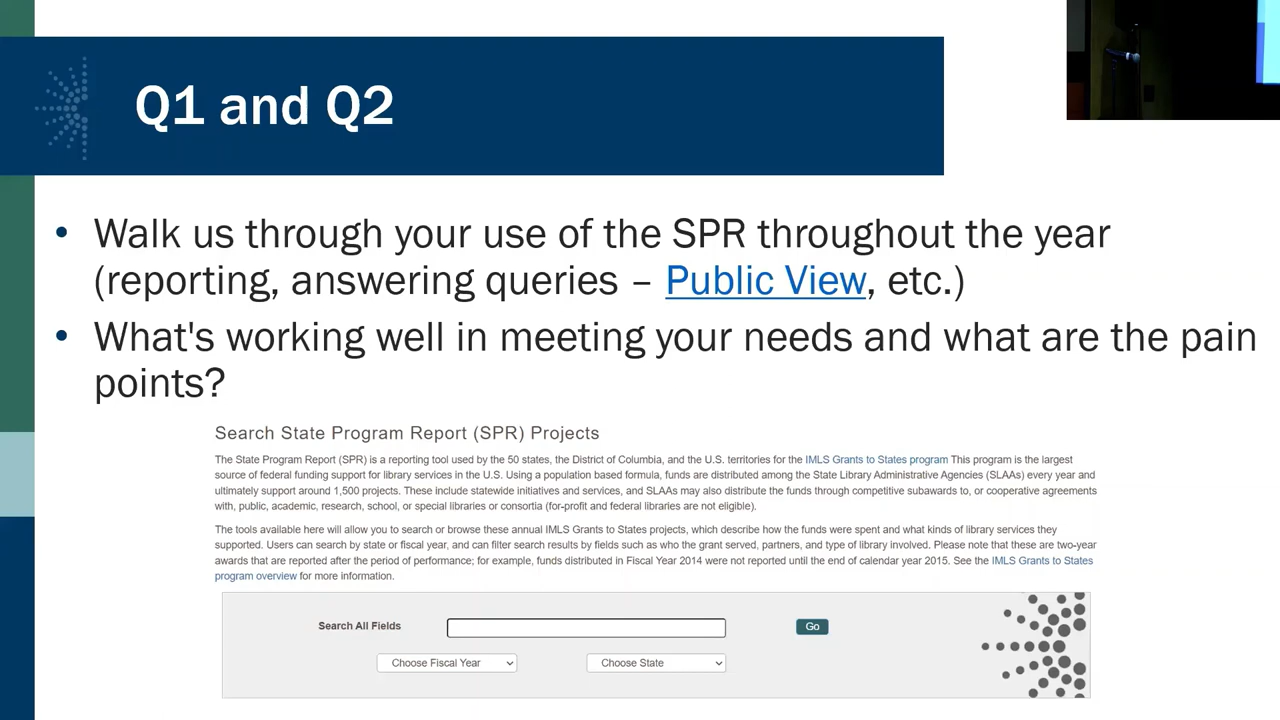 Q1 and Q2
• Walk us through your use of the SPR throughout the year
(reporting, answering queries – Public View, etc.)
• What's working well in meeting your needs and what are the pain
points?
Search State Program Report (SPR) Projects
The State Program Report (SPR) is a reporting tool used by the 50 states, the District of Columbia, and the U.S. territories for the IMLS Grants to States program This program is the largest
source of federal funding support for library services in the U.S. Using a population based formula, funds are distributed among the State Library Administrative Agencies (SLAAs) every year and
ultimately support around 1,500 projects. These include statewide initiatives and services, and SLAAs may also distribute the funds through competitive subawards to, or cooperative agreements
with, public, academic, research, school, or special libraries or consortia (for-profit and federal libraries are not eligible).
The tools available here will allow you to search or browse these annual IMLS Grants to States projects, which describe how the funds were spent and what kinds of library services they
supported. Users can search by state or fiscal year, and can filter search results by fields such as who the grant served, partners, and type of library involved. Please note that these are two-year
awards that are reported after the period of performance; for example, funds distributed in Fiscal Year 2014 were not reported until the end of calendar year 2015. See the IMLS Grants to States
program overview for more information.
Search All Fields Go
Choose Fiscal Year Choose State